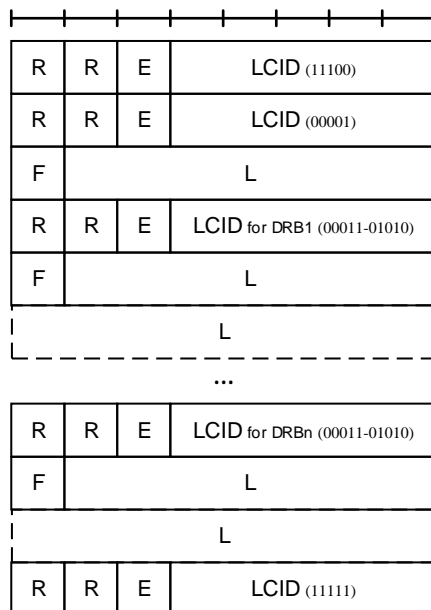 R R E LCID (11100)
R R E LCID (00001)
F L
R R E LCID for DRB1 (00011-01010)
F L
L
...
R R E LCID for DRBn (00011-01010)
F L
L
R R E LCID (11111)